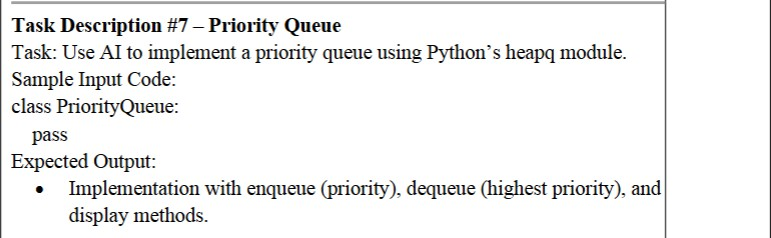 Task Description #7 – Priority Queue
Task: Use AI to implement a priority queue using Python’s heapq module.
Sample Input Code:
class PriorityQueue:
pass
Expected Output:
• Implementation with enqueue (priority), dequeue (highest priority), and
display methods.